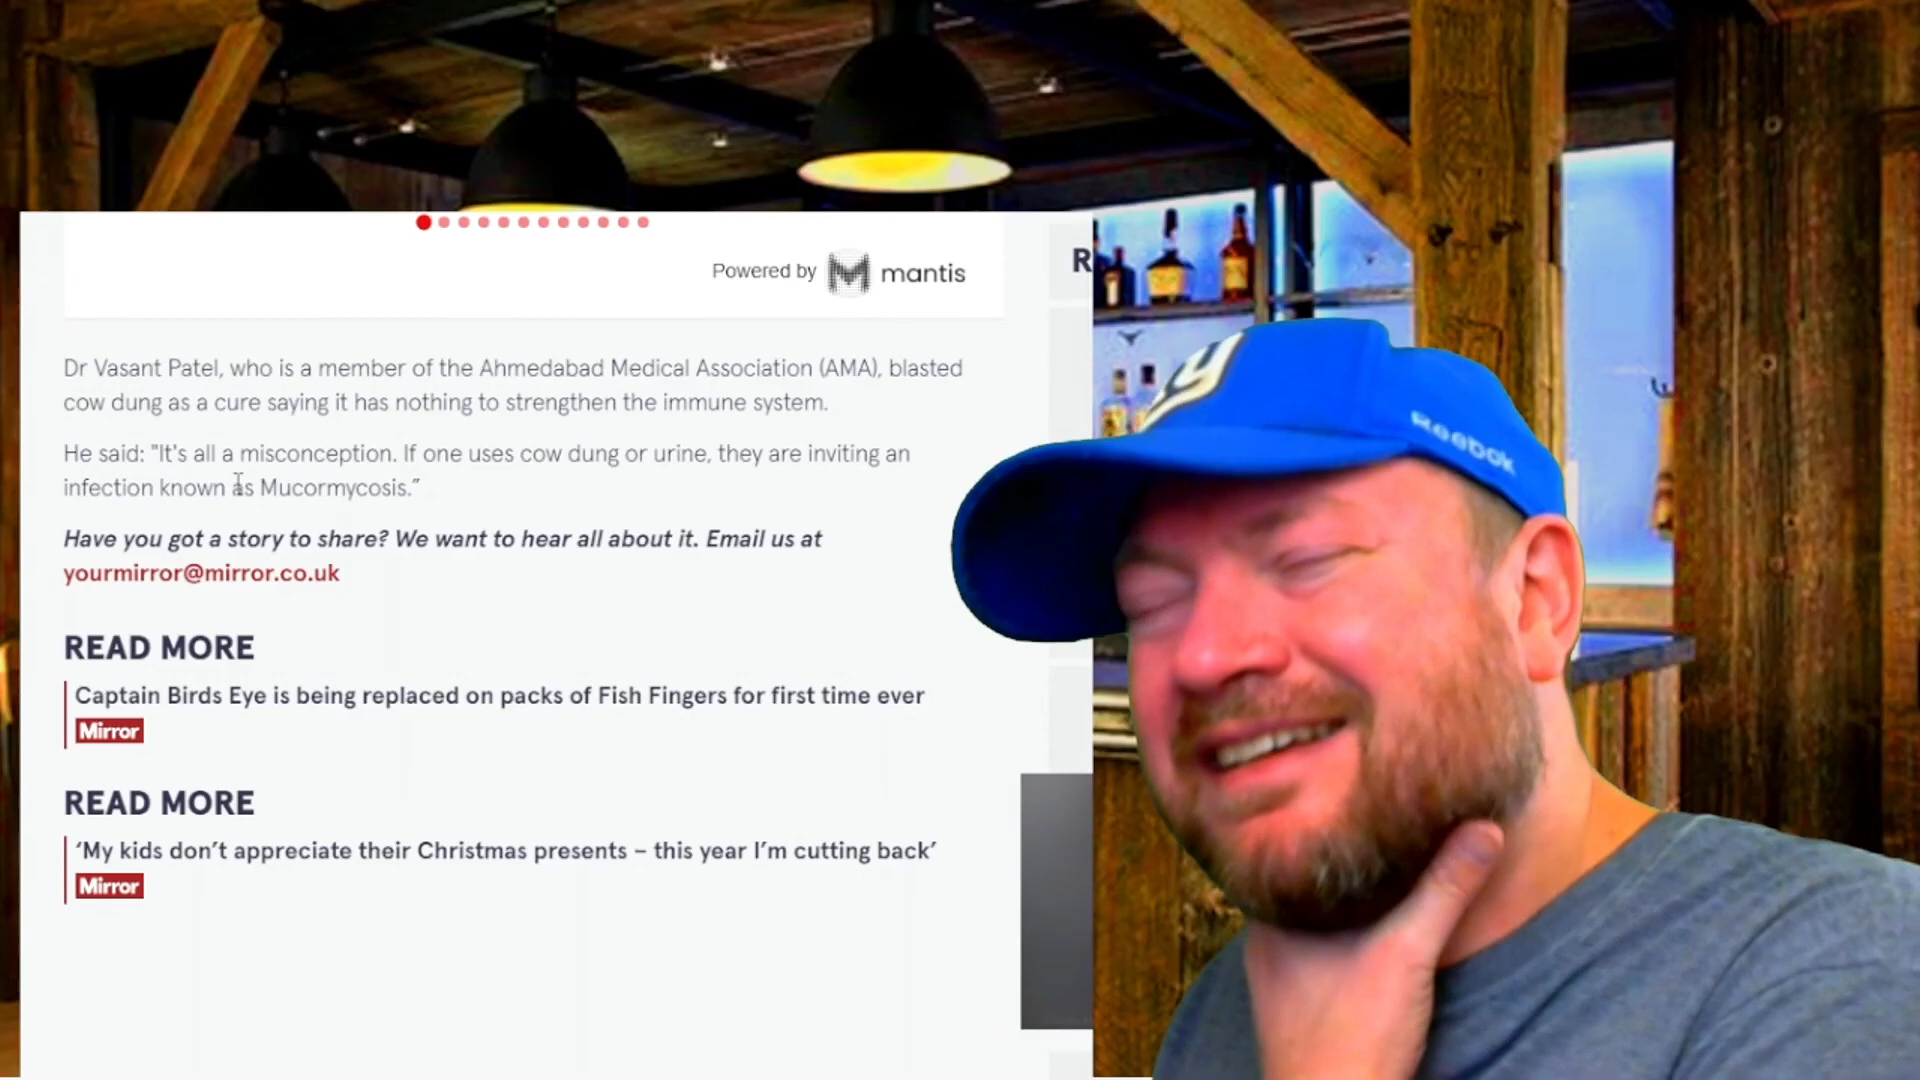 Powered by mantis
R
Dr Vasant Patel, who is a member of the Ahmedabad Medical Association (AMA), blasted
cow dung as a cure saying it has nothing to strengthen the immune system.
He said: "It's all a misconception. If one uses cow dung or urine, they are inviting an
infection known as Mucormycosis.”
Have you got a story to share? We want to hear all about it. Email us at
yourmirror@mirror.co.uk
READ MORE
Captain Birds Eye is being replaced on packs of Fish Fingers for first time ever
Mirror
READ MORE
‘My kids don’t appreciate their Christmas presents – this year I’m cutting back’
Mirror
ny
Reebok